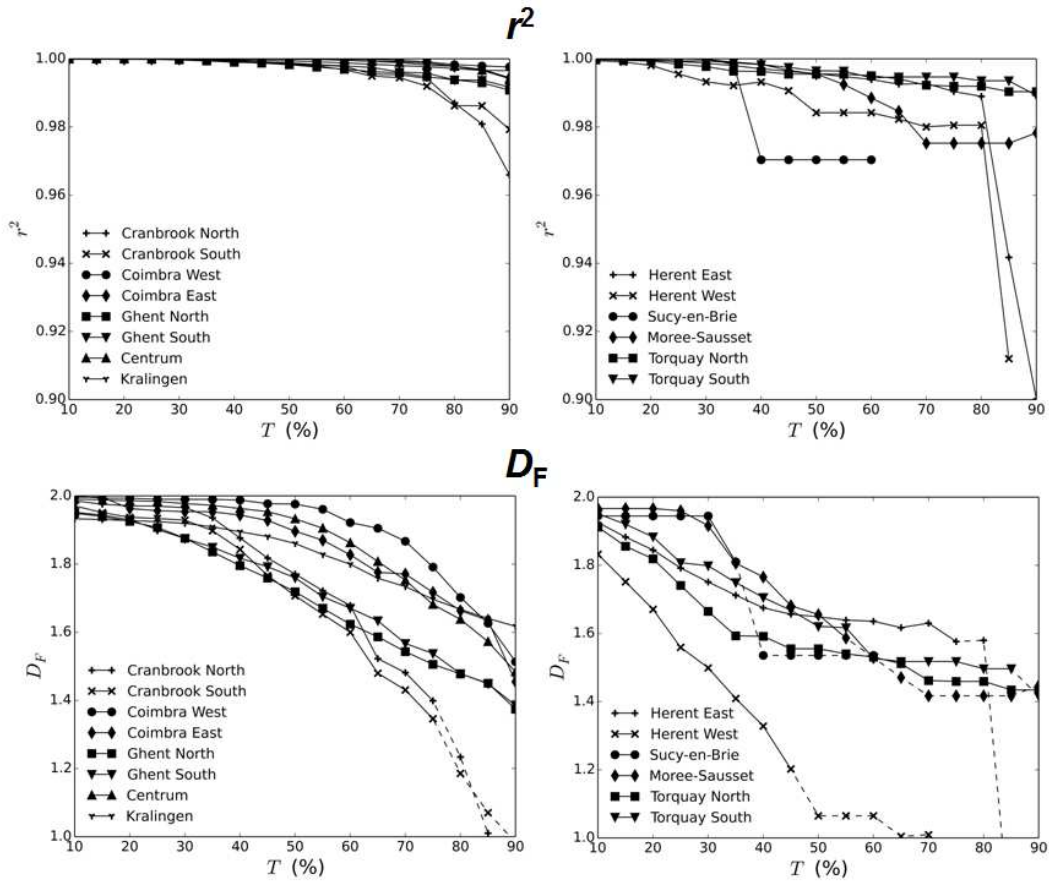 r²
1.00
0.98
0.96
0.94
0.92
0.90
r²
Cranbrook North
Cranbrook South
Coimbra West
Coimbra East
Ghent North
Ghent South
Centrum
Kralingen
10 20 30 40 50 60 70 80 90
T (%)
1.00
0.98
0.96
0.94
0.92
0.90
r²
Herent East
Herent West
Sucy-en-Brie
Moree-Sausset
Torquay North
Torquay South
10 20 30 40 50 60 70 80 90
T (%)
D_F
2.0
1.8
1.6
1.4
1.2
1.0
D_F
Cranbrook North
Cranbrook South
Coimbra West
Coimbra East
Ghent North
Ghent South
Centrum
Kralingen
10 20 30 40 50 60 70 80 90
T (%)
2.0
1.8
1.6
1.4
1.2
1.0
D_F
Herent East
Herent West
Sucy-en-Brie
Moree-Sausset
Torquay North
Torquay South
10 20 30 40 50 60 70 80 90
T (%)